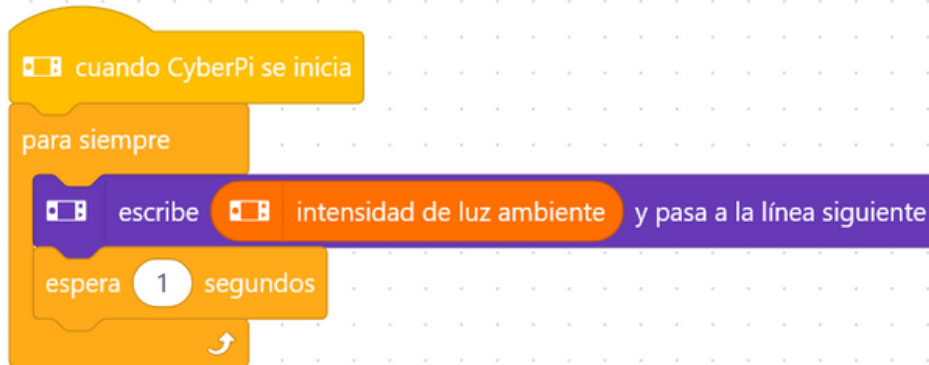 cuando CyberPi se inicia
para siempre
escribe intensidad de luz ambiente y pasa a la línea siguiente
espera 1 segundos